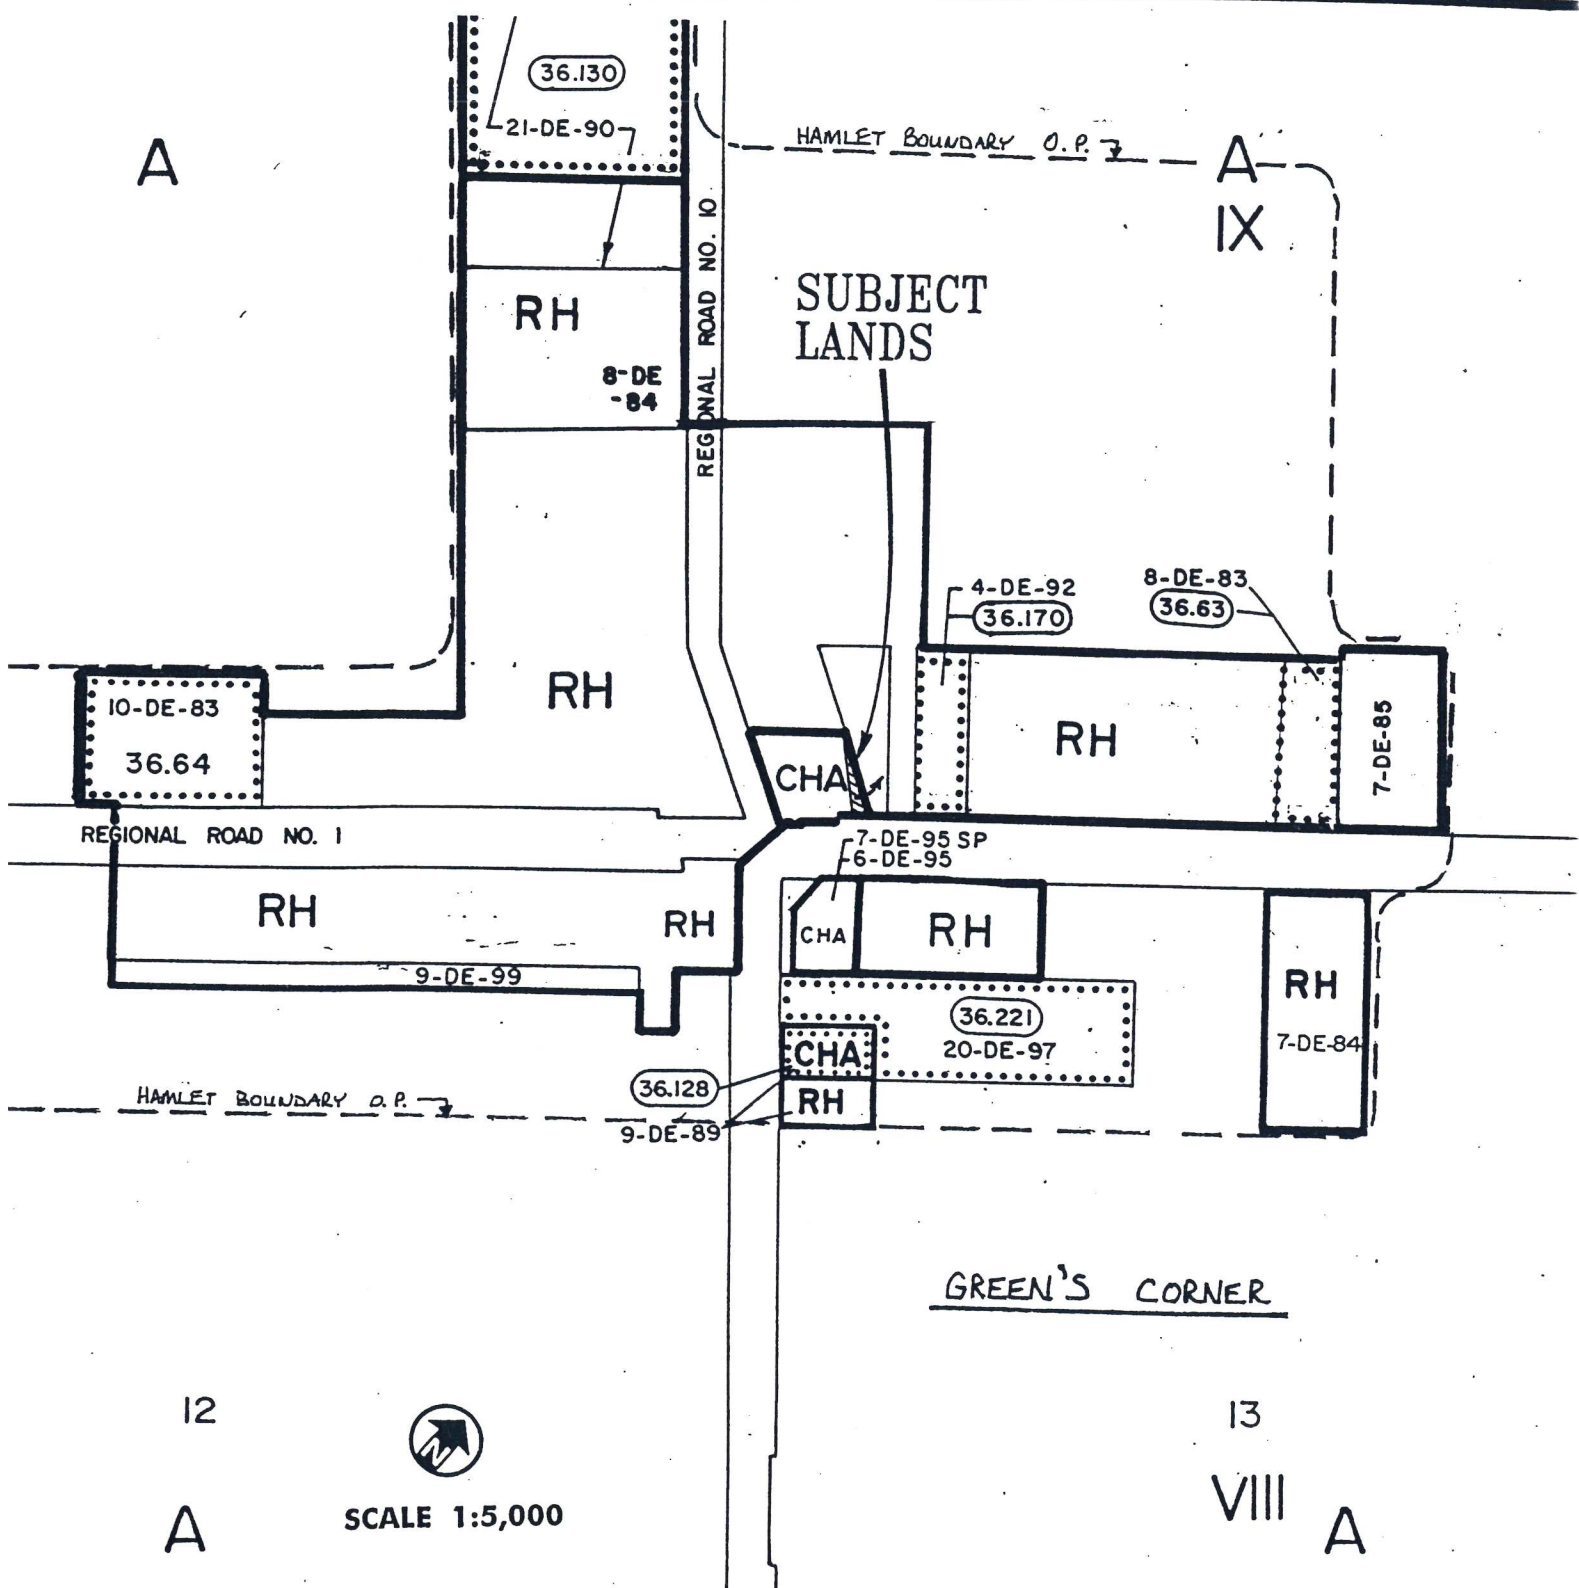 36.130
21-DE-90
A
HAMLET BOUNDARY O.P.
A
IX
REGIONAL ROAD NO. 10
SUBJECT
LANDS
RH
8-DE
-84
4-DE-92
36.170
8-DE-83
36.63
10-DE-83
36.64
RH
RH
7-DE-85
CHA
REGIONAL ROAD NO. 1
7-DE-95 SP
6-DE-95
RH
RH
CHA
RH
9-DE-99
RH
7-DE-84
36.221
20-DE-97
CHA
36.128
RH
HAMLET BOUNDARY O.P.
9-DE-89
GREEN'S CORNER
12
13
N
VIII
SCALE 1:5,000
A
A